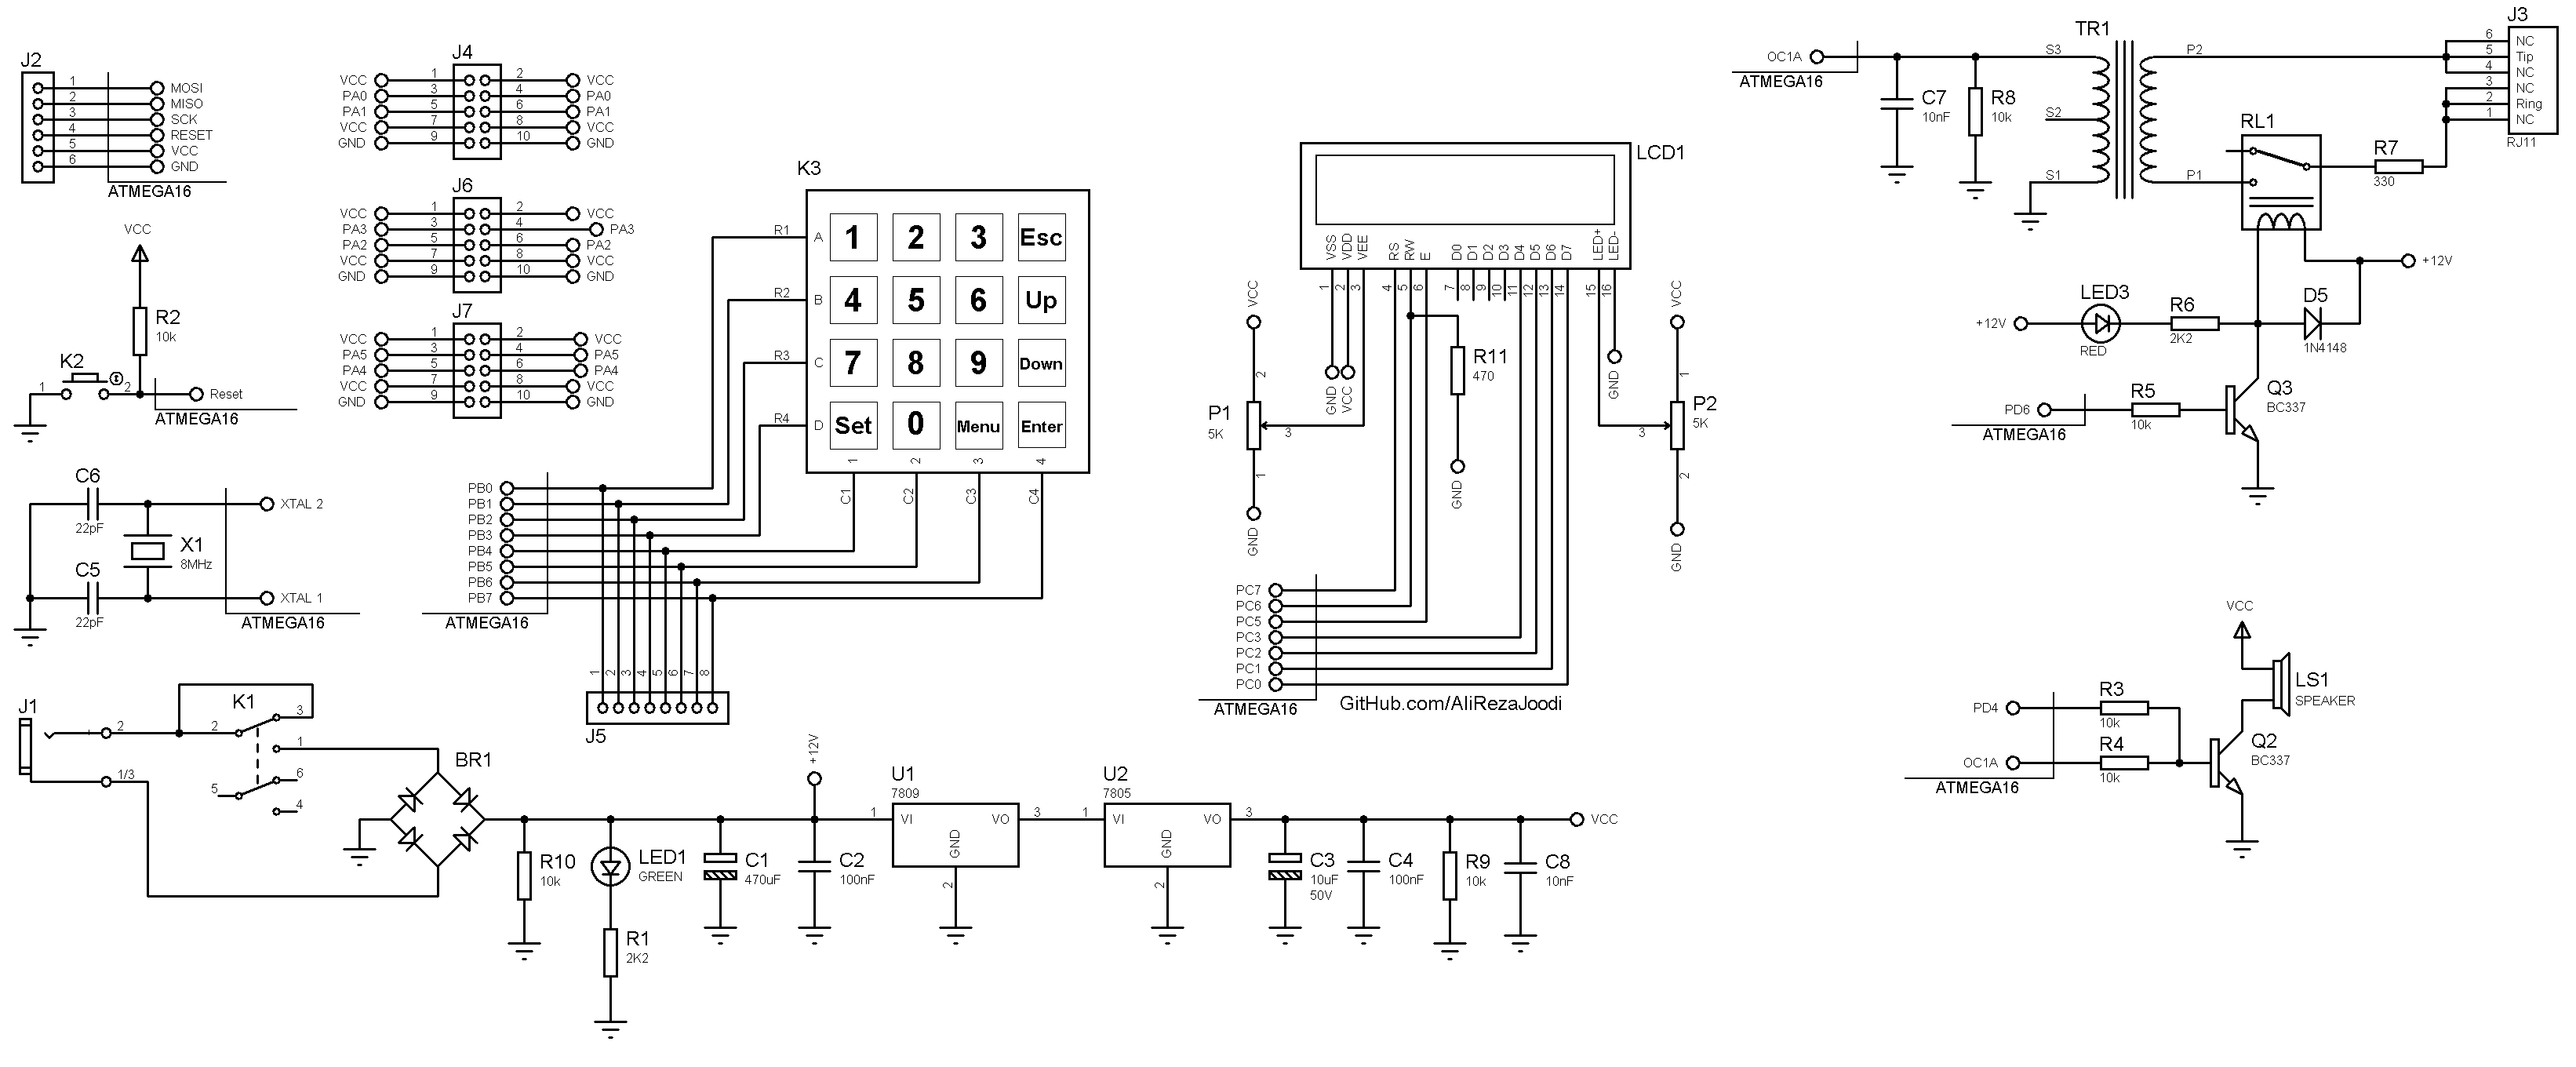 J2
1 MOSI
2 MISO
3 SCK
4 RESET
5 VCC
6 GND
ATMEGA16
VCC
R2
10k
K2
1 2
Reset
ATMEGA16
C6
22pF
XTAL 2
X1
8MHz
C5
22pF
XTAL 1
ATMEGA16
J4
VCC 1 2 VCC
PA0 3 4 PA0
PA1 5 6 PA1
VCC 7 8 VCC
GND 9 10 GND
J6
VCC 1 2 VCC
PA3 3 4 PA3
PA2 5 6 PA2
VCC 7 8 VCC
GND 9 10 GND
J7
VCC 1 2 VCC
PA5 3 4 PA5
PA4 5 6 PA4
VCC 7 8 VCC
GND 9 10 GND
K3
R1 A 1 2 3 Esc
R2 B 4 5 6 Up
R3 C 7 8 9 Down
R4 D Set 0 Menu Enter
1 2 3 4
C1 C2 C3 C4
PB0
PB1
PB2
PB3
PB4
PB5
PB6
PB7
ATMEGA16
1 2 3 4 5 6 7 8
J5
LCD1
VSS VDD VEE RS RW E D0 D1 D2 D3 D4 D5 D6 D7 LED+ LED-
1 2 3 4 5 6 7 8 9 10 11 12 13 14 15 16
VCC
2
P1
5K
3
1
GND
GND VCC
R11
470
GND
GND
VCC
1
P2
5K
3
2
GND
PC7
PC6
PC5
PC3
PC2
PC1
PC0
ATMEGA16
GitHub.com/AliRezaJoodi
OC1A
ATMEGA16
C7
10nF
R8
10k
TR1
S3
S2
S1
P2
P1
J3
6 NC
5 Tip
4 NC
3 NC
2 Ring
1 NC
RJ11
RL1
R7
330
+12V
LED3
+12V
RED
R6
2K2
D5
1N4148
PD6
ATMEGA16
R5
10k
Q3
BC337
VCC
LS1
SPEAKER
PD4
R3
10k
OC1A
R4
10k
ATMEGA16
Q2
BC337
J1
2
1/3
K1
2 3
1
5 6
4
BR1
R10
10k
LED1
GREEN
R1
2K2
C1
470uF
+12V
C2
100nF
U1
7809
1 VI VO 3
GND
2
U2
7805
1 VI VO 3
GND
2
C3
10uF
50V
C4
100nF
R9
10k
C8
10nF
VCC